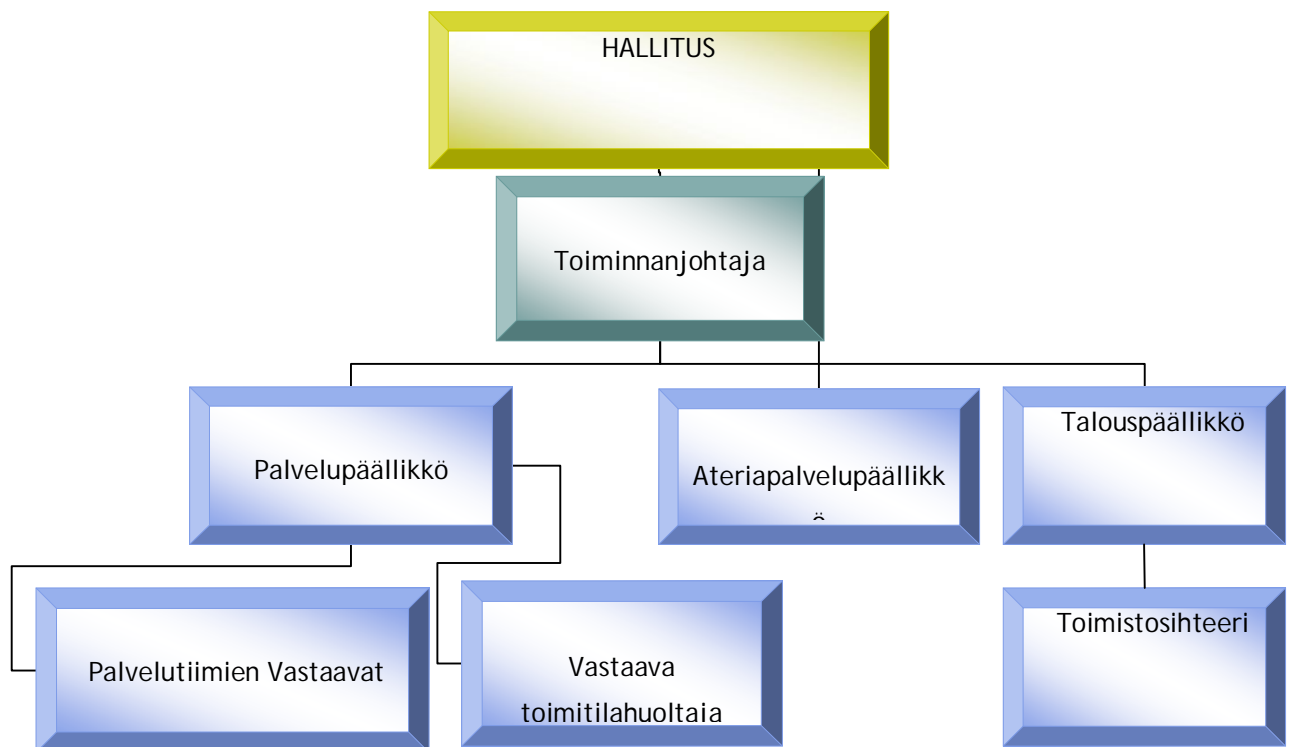 HALLITUS
Toiminnanjohtaja
Palvelupäällikkö
Ateriapalvelupäällikk
ö
Talouspäällikkö
Palvelutiimien Vastaavat
Vastaava
toimitilahuoltaja
Toimistosihteeri